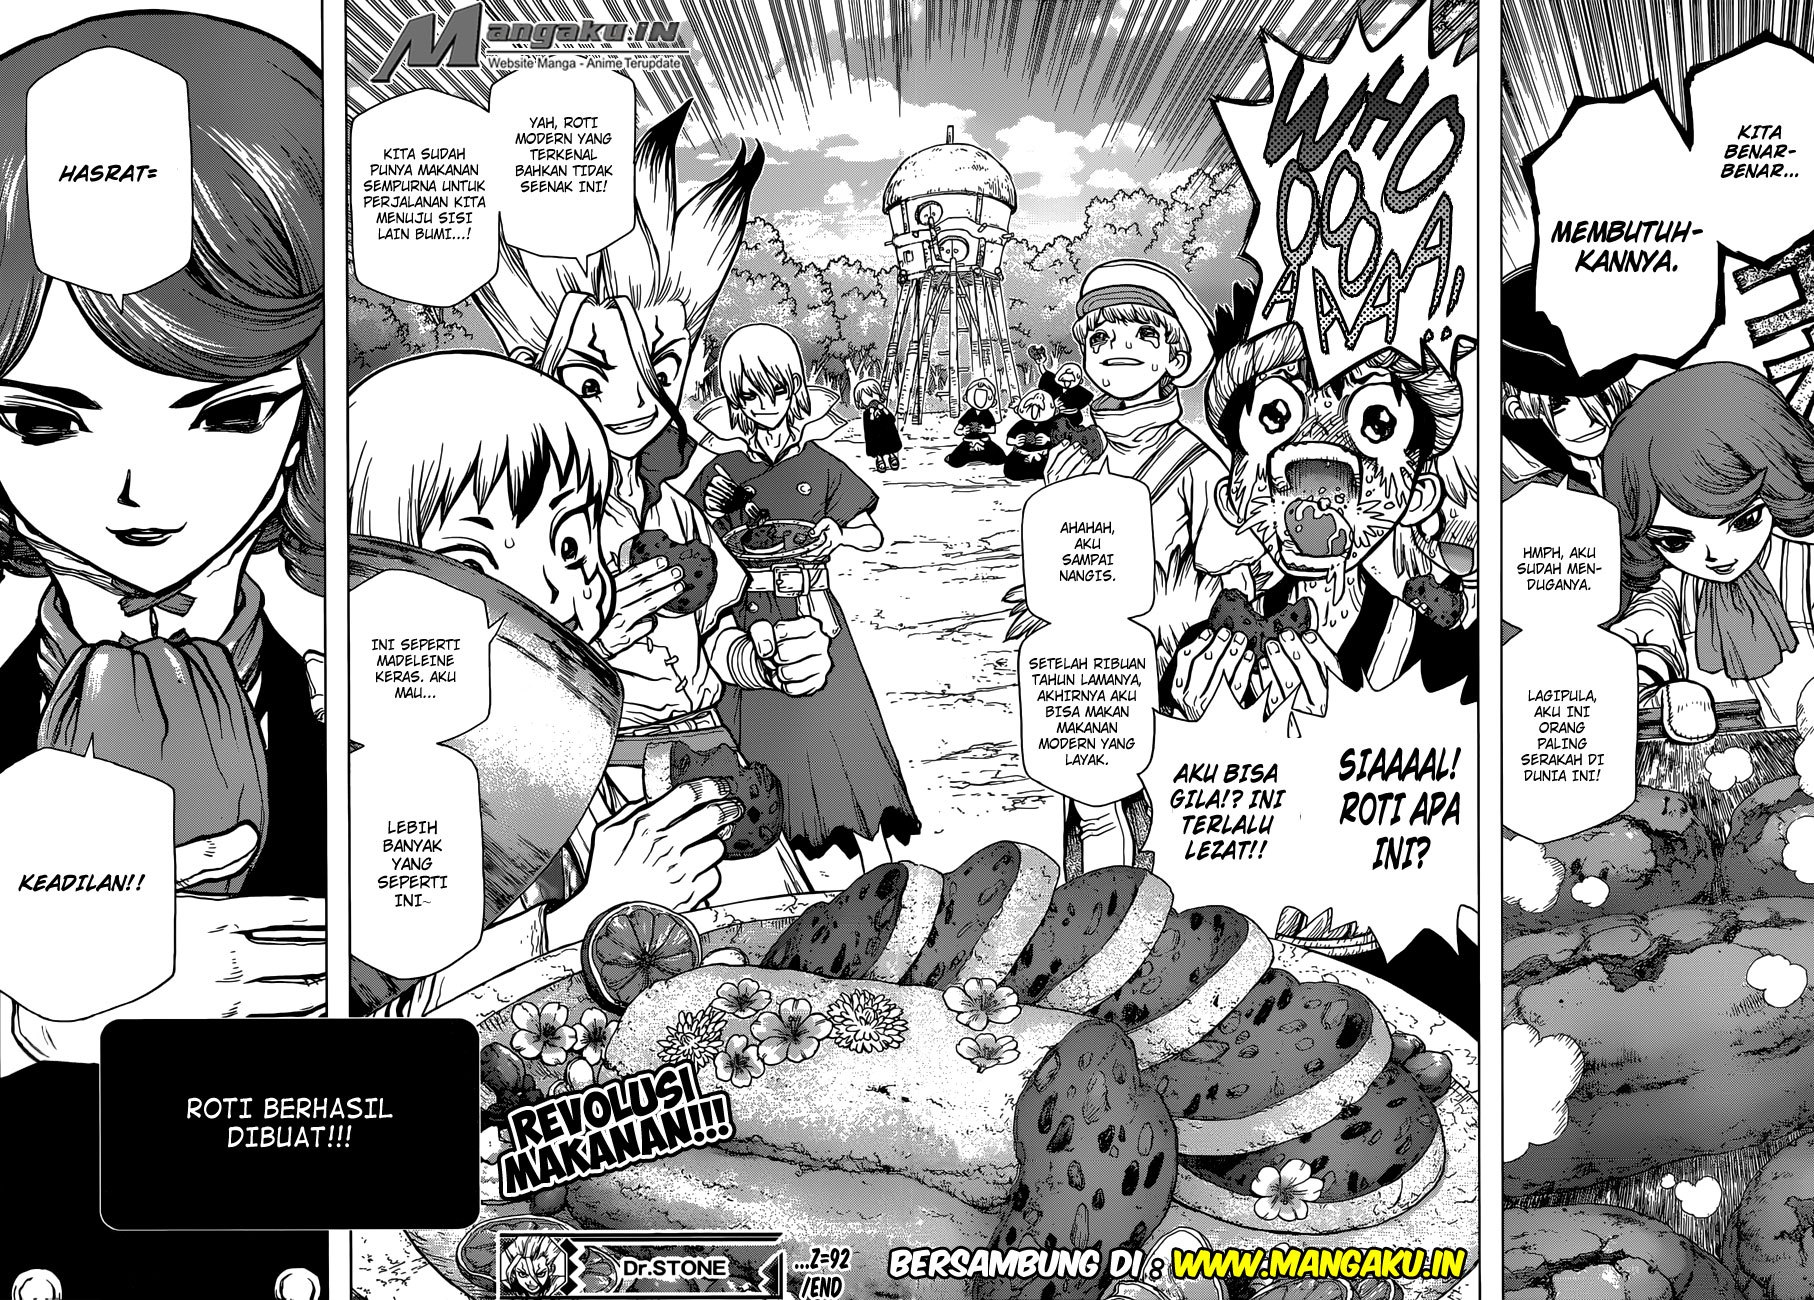 Mangaku.iN
Website Manga - Anime Terupdate
KITA
BENAR-
BENAR...
MEMBUTUH-
KANNYA.
HMPH, AKU
SUDAH MEN-
DUGANYA.
LAGIPULA,
AKU INI
ORANG
PALING
SERAKAH DI
DUNIA INI!
WHO
OOOA
AAAA!!
SIAAAAL!
ROTI APA
INI?
AKU BISA
GILA!? INI
TERLALU
LEZAT!!
AHAHAH,
AKU
SAMPAI
NANGIS.
SETELAH RIBUAN
TAHUN LAMANYA,
AKHIRNYA AKU
BISA MAKAN
MAKANAN
MODERN YANG
LAYAK.
YAH, ROTI
MODERN YANG
TERKENAL
BAHKAN TIDAK
SEENAK INI!
KITA SUDAH
PUNYA MAKANAN
SEMPURNA UNTUK
PERJALANAN KITA
MENUJU SISI
LAIN BUMI...!
INI SEPERTI
MADELEINE
KERAS. AKU
MAU...
LEBIH
BANYAK
YANG
SEPERTI
INI~
HASRAT=
KEADILAN!!
ROTI BERHASIL
DIBUAT!!!
REVOLUSI
MAKANAN!!!
Dr.STONE
...Z=92
/END
BERSAMBUNG DI : WWW.MANGAKU.IN